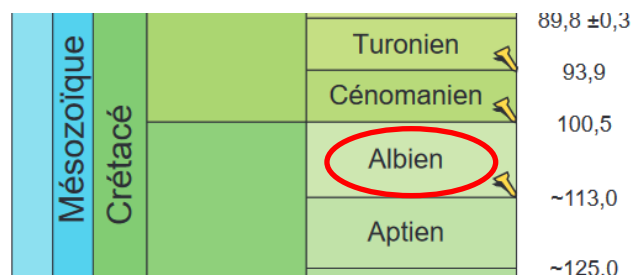 Mésozoïque
Crétacé
89,8 ±0,3
Turonien
93,9
Cénomanien
100,5
Albien
~113,0
Aptien
~125,0